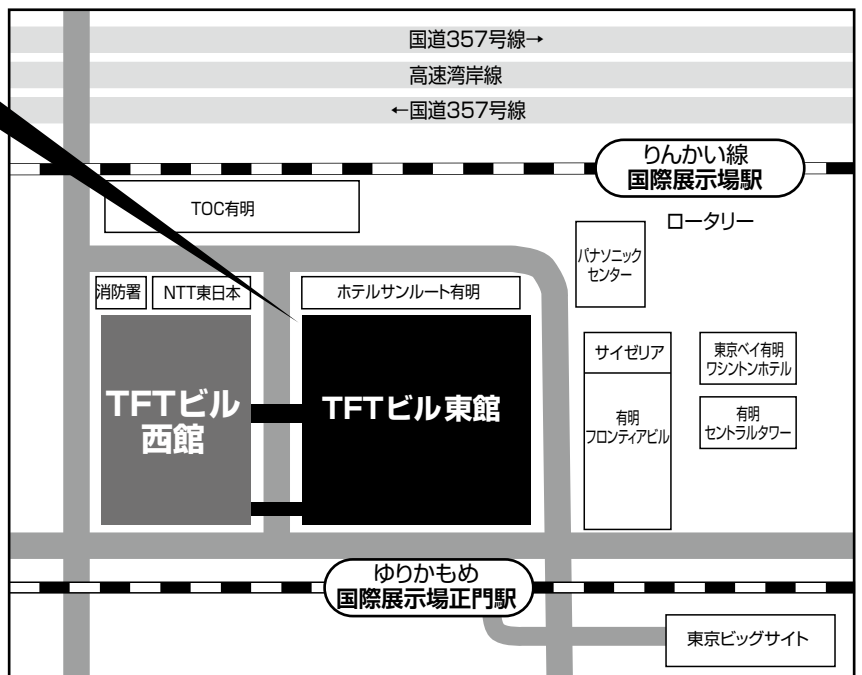 国道357号線→
高速湾岸線
←国道357号線
りんかい線
国際展示場駅
TOC有明
ロータリー
パナソニック
センター
消防署
NTT東日本
ホテルサンルート有明
サイゼリア
東京ベイ有明
ワシントンホテル
TFTビル
西館
TFTビル 東館
有明
フロンティアビル
有明
セントラルタワー
ゆりかもめ
国際展示場正門駅
東京ビッグサイト